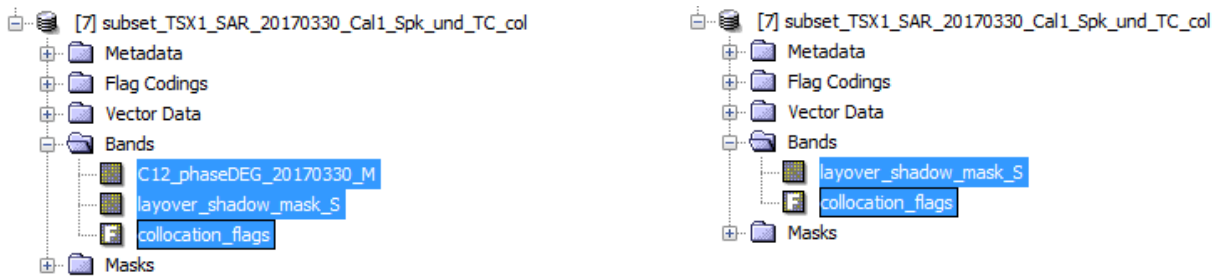 [7] subset_TSX1_SAR_20170330_Cal1_Spk_und_TC_col
Metadata
Flag Codings
Vector Data
Bands
C12_phaseDEG_20170330_M
layover_shadow_mask_S
collocation_flags
Masks
[7] subset_TSX1_SAR_20170330_Cal1_Spk_und_TC_col
Metadata
Flag Codings
Vector Data
Bands
layover_shadow_mask_S
collocation_flags
Masks